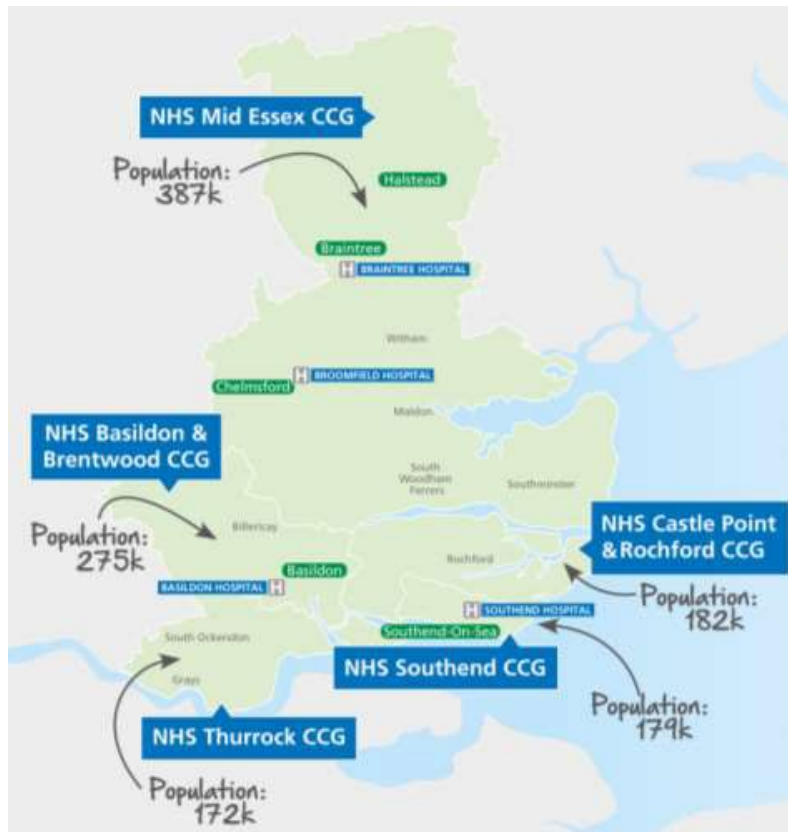 NHS Mid Essex CCG
Population:
387k
Halstead
Braintree
H BRAINTREE HOSPITAL
Witham
H BROOMFIELD HOSPITAL
Chelmsford
Maldon
NHS Basildon &
Brentwood CCG
South
Woodham
Ferrers
Southminster
Population:
275k
Billericay
NHS Castle Point
& Rochford CCG
Rochford
Basildon
BASILDON HOSPITAL H
Population:
182k
H SOUTHEND HOSPITAL
Southend-On-Sea
South Ockendon
NHS Southend CCG
Grays
Population:
179k
NHS Thurrock CCG
Population:
172k